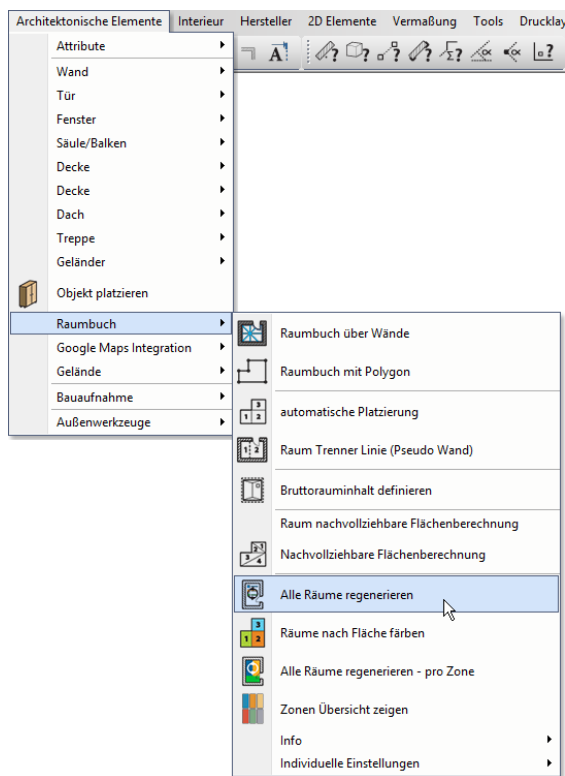 Architektonische Elemente Interieur Hersteller 2D Elemente Vermaßung Tools Drucklay
Attribute
Wand
Tür
Fenster
Säule/Balken
Decke
Decke
Dach
Treppe
Geländer
Objekt platzieren
Raumbuch
Google Maps Integration
Gelände
Bauaufnahme
Außenwerkzeuge
Raumbuch über Wände
Raumbuch mit Polygon
automatische Platzierung
Raum Trenner Linie (Pseudo Wand)
Bruttorauminhalt definieren
Raum nachvollziehbare Flächenberechnung
Nachvollziehbare Flächenberechnung
Alle Räume regenerieren
Räume nach Fläche färben
Alle Räume regenerieren - pro Zone
Zonen Übersicht zeigen
Info
Individuelle Einstellungen